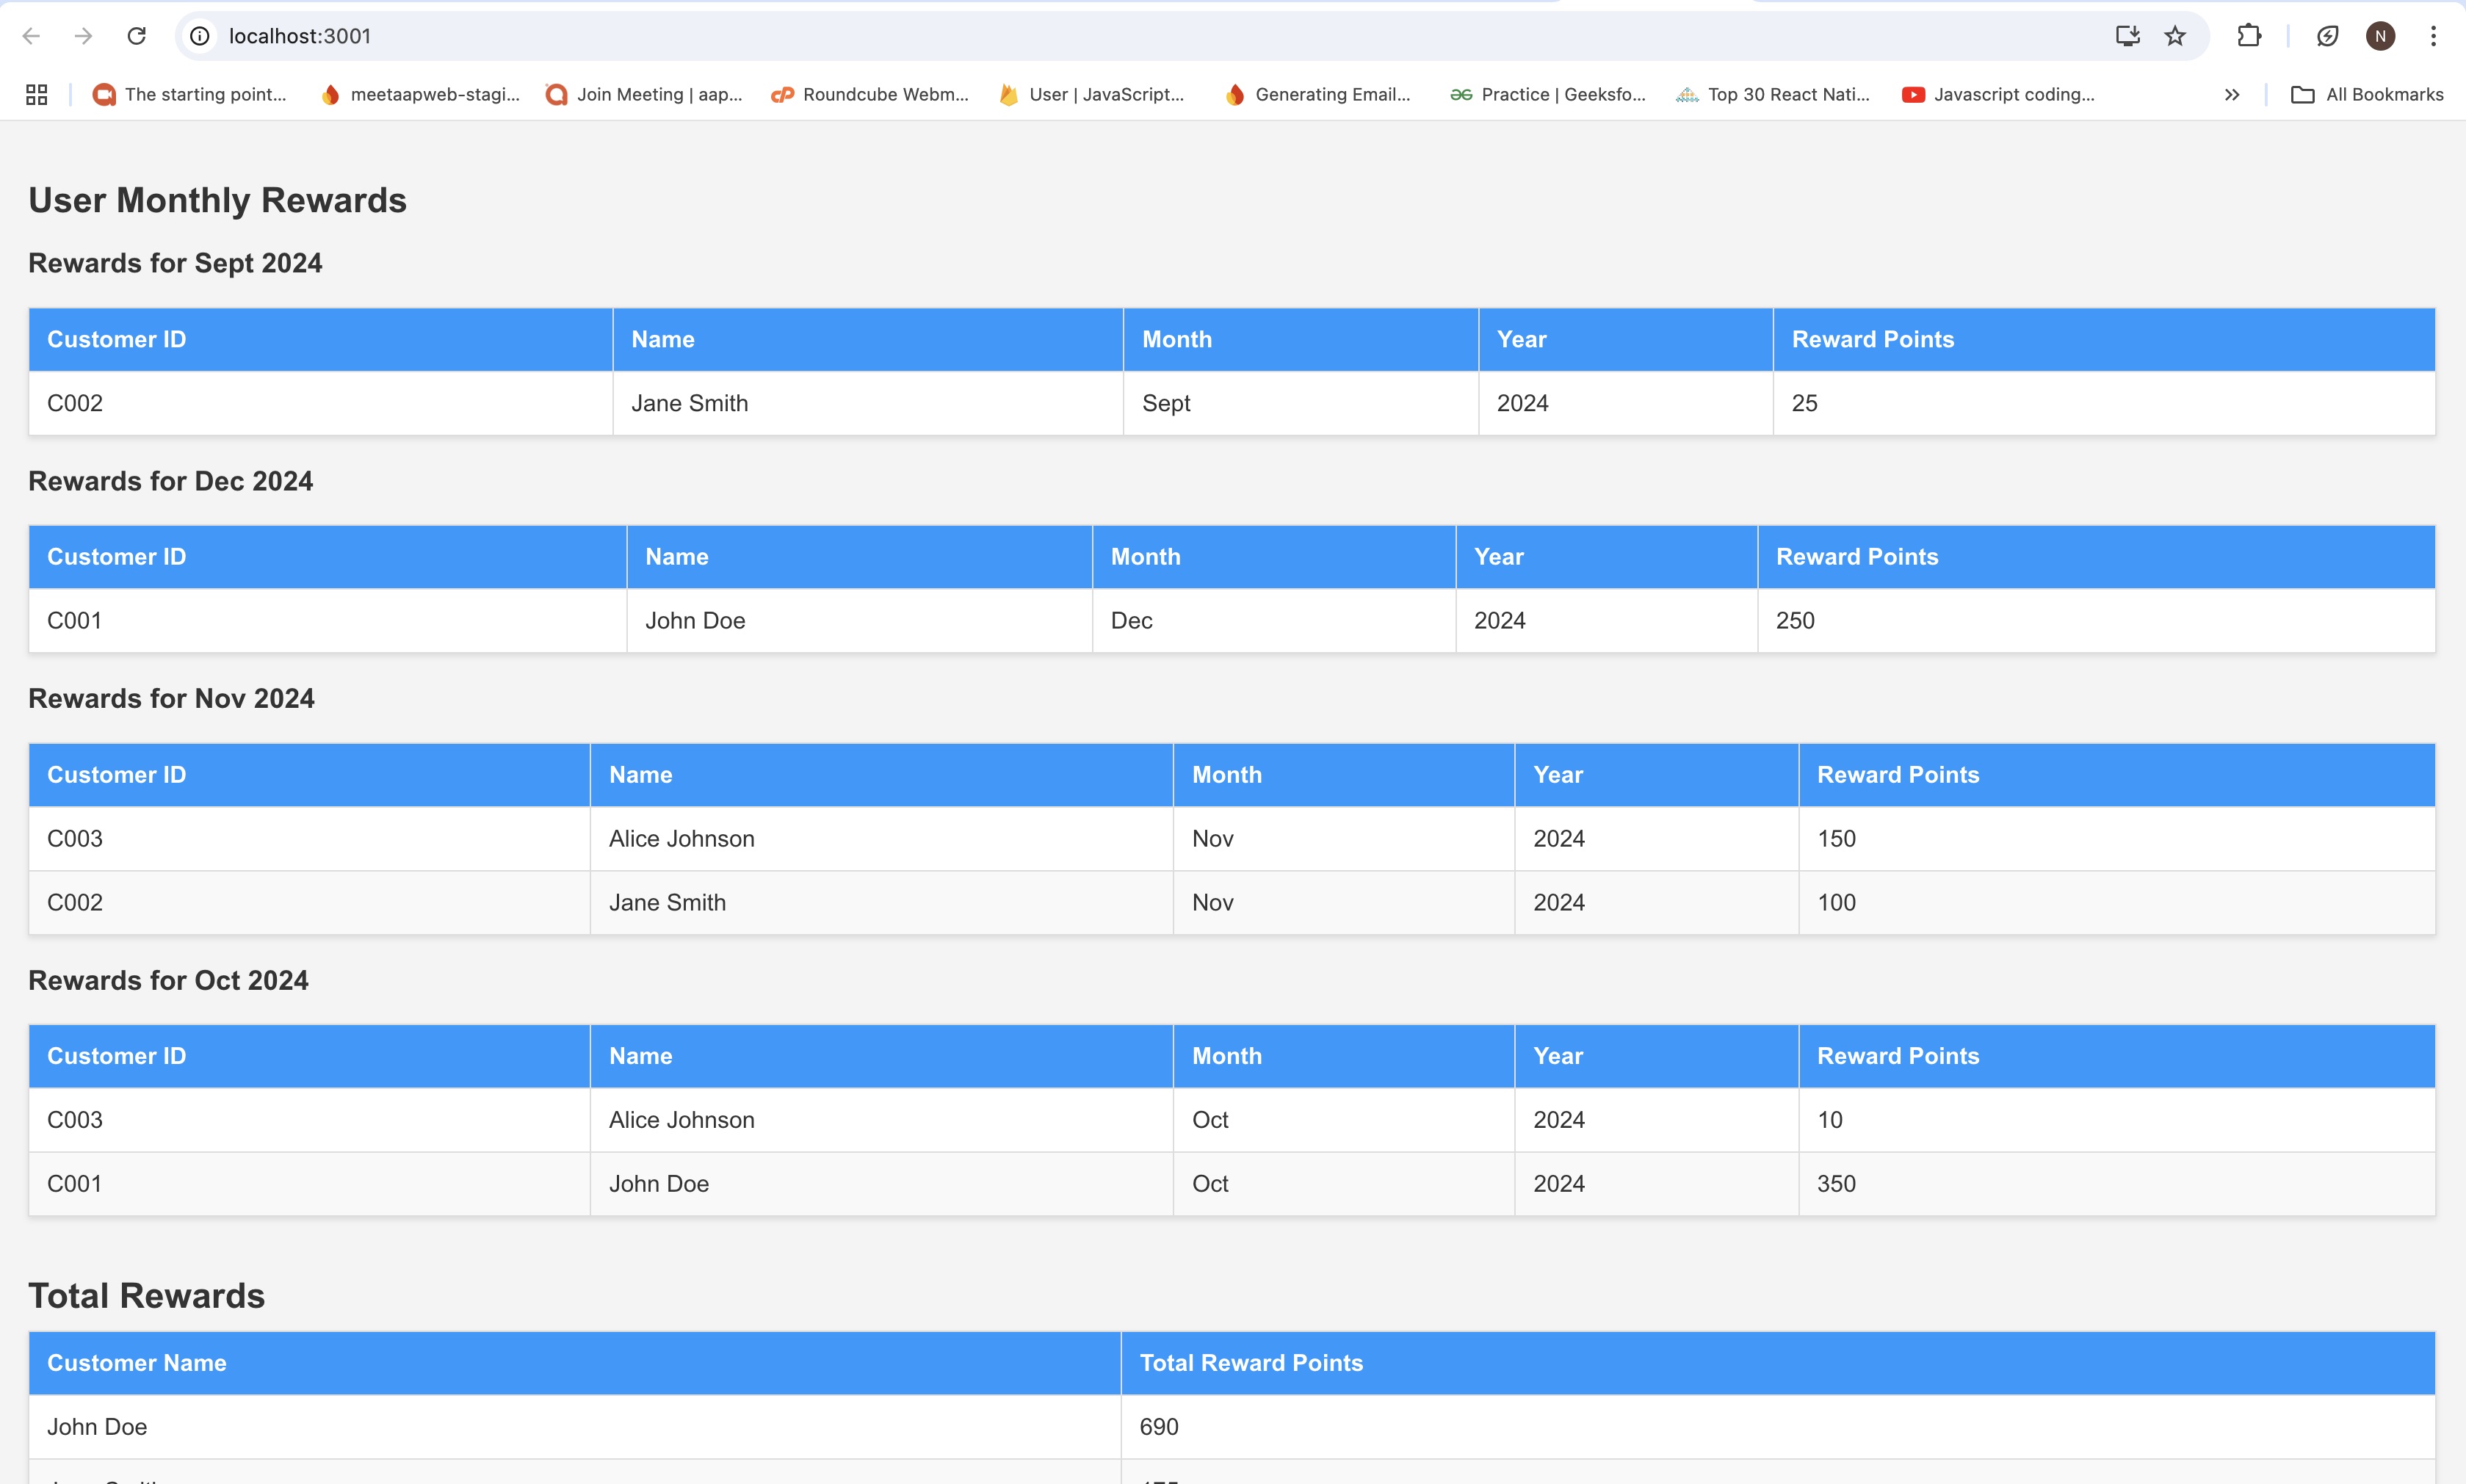 localhost:3001
N
The starting point... meetaapweb-stagi... Join Meeting | aap... Roundcube Webm... User | JavaScript... Generating Email... Practice | Geeksfo... Top 30 React Nati... Javascript coding... All Bookmarks
User Monthly Rewards
Rewards for Sept 2024
Customer ID Name Month Year Reward Points
C002 Jane Smith Sept 2024 25
Rewards for Dec 2024
Customer ID Name Month Year Reward Points
C001 John Doe Dec 2024 250
Rewards for Nov 2024
Customer ID Name Month Year Reward Points
C003 Alice Johnson Nov 2024 150
C002 Jane Smith Nov 2024 100
Rewards for Oct 2024
Customer ID Name Month Year Reward Points
C003 Alice Johnson Oct 2024 10
C001 John Doe Oct 2024 350
Total Rewards
Customer Name Total Reward Points
John Doe 690